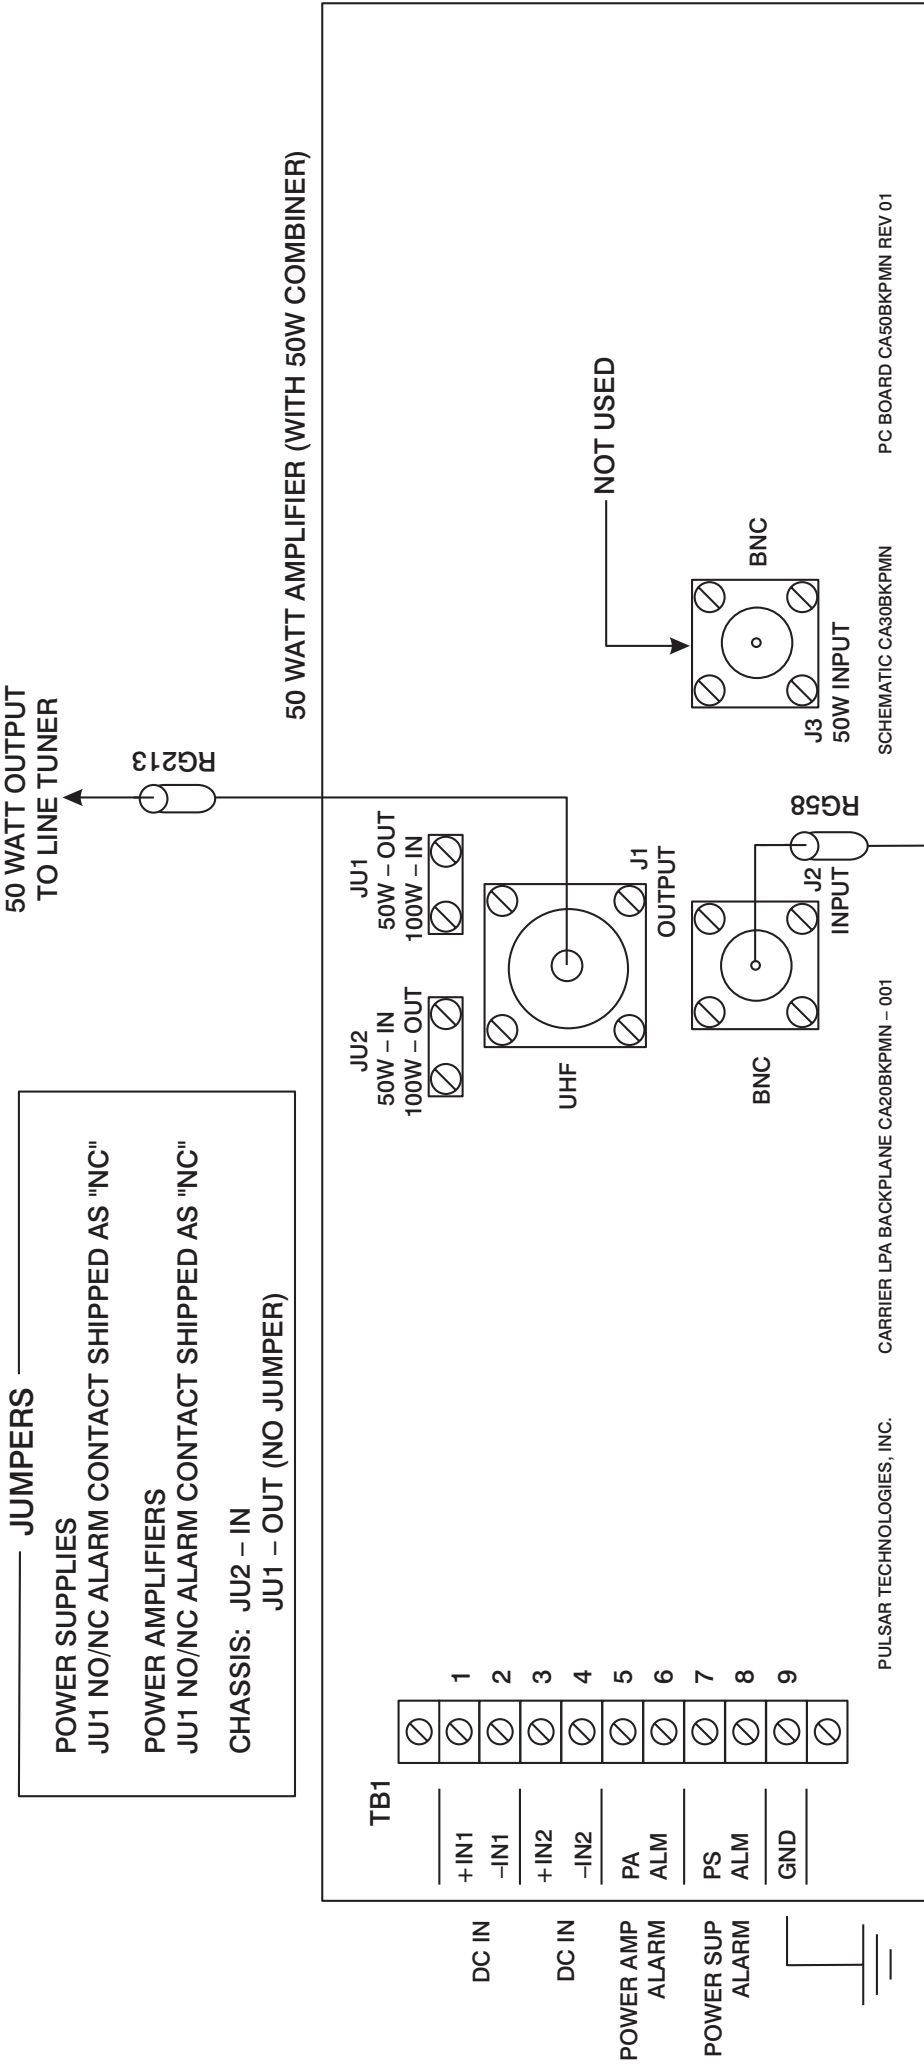 JUMPERS
POWER SUPPLIES
JU1 NO/NC ALARM CONTACT SHIPPED AS "NC"
POWER AMPLIFIERS
JU1 NO/NC ALARM CONTACT SHIPPED AS "NC"
CHASSIS: JU2 – IN
JU1 – OUT (NO JUMPER)
50 WATT OUTPUT
TO LINE TUNER
RG213
50 WATT AMPLIFIER (WITH 50W COMBINER)
TB1
DC IN
+IN1
1
–IN1
2
DC IN
+IN2
3
–IN2
4
POWER AMP
ALARM
PA
ALM
5
6
POWER SUP
ALARM
PS
ALM
7
8
GND
9
JU2
50W – IN
100W – OUT
JU1
50W – OUT
100W – IN
UHF
J1
OUTPUT
BNC
J2
INPUT
RG58
NOT USED
BNC
J3
50W INPUT
PULSAR TECHNOLOGIES, INC.
CARRIER LPA BACKPLANE CA20BKPMN – 001
SCHEMATIC CA30BKPMN
PC BOARD CA50BKPMN REV 01